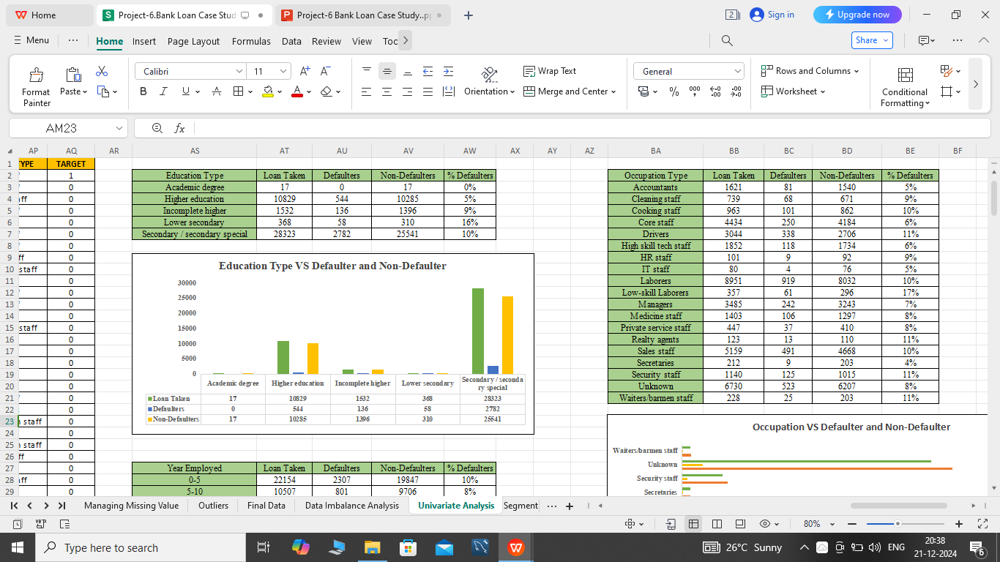 Home
Project-6.Bank Loan Case Stud
Project-6 Bank Loan Case Study..pp
Sign in
Upgrade now
Menu
Home Insert Page Layout Formulas Data Review View Too
Share
Calibri 11
Wrap Text
General
Rows and Columns
Format Painter
Paste
Orientation
Merge and Center
Worksheet
Conditional Formatting
AM23
fx
AP AQ AR AS AT AU AV AW AX AY AZ BA BB BC BD BE BF
1 YPE TARGET
2 1 Education Type Loan Taken Defaulters Non-Defaulters % Defaulters Occupation Type Loan Taken Defaulters Non-Defaulters % Defaulters
3 0 Academic degree 17 0 17 0% Accountants 1621 81 1540 5%
4 aff 0 Higher education 10829 544 10285 5% Cleaning staff 739 68 671 9%
5 0 Incomplete higher 1532 136 1396 9% Cooking staff 963 101 862 10%
6 0 Lower secondary 368 58 310 16% Core staff 4434 250 4184 6%
7 0 Secondary / secondary special 28323 2782 25541 10% Drivers 3044 338 2706 11%
8 0 High skill tech staff 1852 118 1734 6%
9 ff 0 HR staff 101 9 92 9%
10 staff 0 IT staff 80 4 76 5%
11 0 Laborers 8951 919 8032 10%
12 0 Low-skill Laborers 357 61 296 17%
13 0 Managers 3485 242 3243 7%
14 0 Medicine staff 1403 106 1297 8%
15 staff 0 Private service staff 447 37 410 8%
16 0 Realty agents 123 13 110 11%
17 0 Sales staff 5159 491 4668 10%
18 0 Secretaries 212 9 203 4%
19 0 Security staff 1140 125 1015 11%
20 0 Unknown 6730 523 6207 8%
21 0 Waiters/barmen staff 228 25 203 11%
22 0
23 staff 0
24 0
25 staff 0
26 ff 0
27 0 Year Employed Loan Taken Defaulters Non-Defaulters % Defaulters
28 aff 0 0-5 22154 2307 19847 10%
29 0 5-10 10507 801 9706 8%
Education Type VS Defaulter and Non-Defaulter
30000
25000
20000
15000
10000
5000
0
Academic degree Higher education Incomplete higher Lower secondary Secondary / secondary special
Loan Taken 17 10829 1532 368 28323
Defaulters 0 544 136 58 2782
Non-Defaulters 17 10285 1396 310 25541
Occupation VS Defaulter and Non-Defaulter
Waiters/barmen staff
Unknown
Security staff
Secretaries
Managing Missing Value Outliers Final Data Data Imbalance Analysis Univariate Analysis Segment
80%
Type here to search
26°C Sunny
ENG
20:38
21-12-2024
6